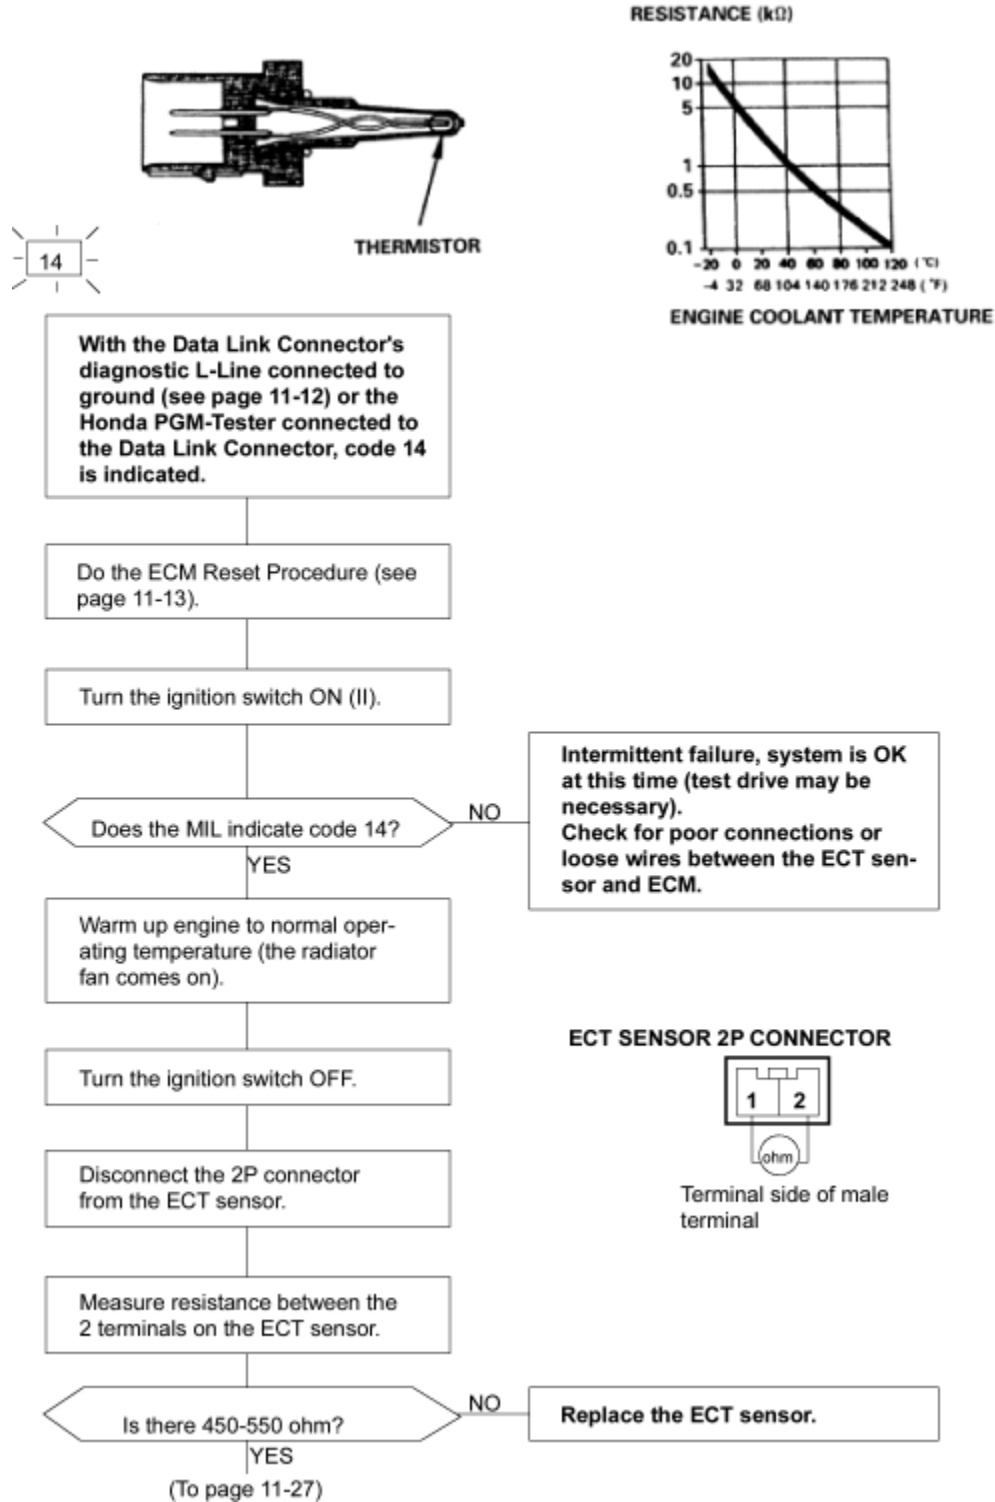 RESISTANCE (kΩ)
20
10
5
1
0.5
0.1
-20 0 20 40 60 80 100 120 (°C)
-4 32 68 104 140 176 212 248 (°F)
ENGINE COOLANT TEMPERATURE
THERMISTOR
14
With the Data Link Connector's
diagnostic L-Line connected to
ground (see page 11-12) or the
Honda PGM-Tester connected to
the Data Link Connector, code 14
is indicated.
Do the ECM Reset Procedure (see
page 11-13).
Turn the ignition switch ON (II).
Does the MIL indicate code 14?
NO
Intermittent failure, system is OK
at this time (test drive may be
necessary).
Check for poor connections or
loose wires between the ECT sen-
sor and ECM.
YES
Warm up engine to normal oper-
ating temperature (the radiator
fan comes on).
Turn the ignition switch OFF.
ECT SENSOR 2P CONNECTOR
1 2
ohm
Terminal side of male
terminal
Disconnect the 2P connector
from the ECT sensor.
Measure resistance between the
2 terminals on the ECT sensor.
Is there 450-550 ohm?
NO
Replace the ECT sensor.
YES
(To page 11-27)